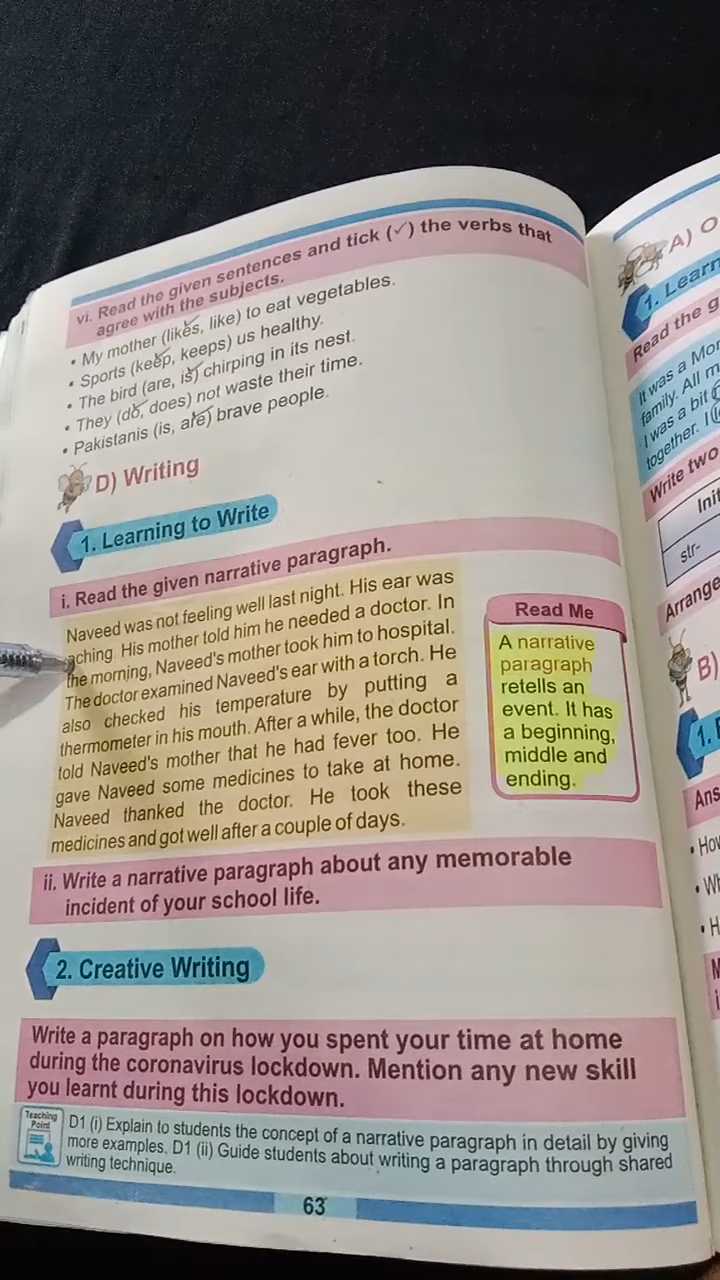 vi. Read the given sentences and tick (✓) the verbs that
agree with the subjects.
• My mother (likes, like) to eat vegetables.
• Sports (keep, keeps) us healthy.
• The bird (are, is) chirping in its nest.
• They (do, does) not waste their time.
• Pakistanis (is, are) brave people.
D) Writing
1. Learning to Write
i. Read the given narrative paragraph.
Naveed was not feeling well last night. His ear was
aching. His mother told him he needed a doctor. In
the morning, Naveed's mother took him to hospital.
The doctor examined Naveed's ear with a torch. He
also checked his temperature by putting a
thermometer in his mouth. After a while, the doctor
told Naveed's mother that he had fever too. He
gave Naveed some medicines to take at home.
Naveed thanked the doctor. He took these
medicines and got well after a couple of days.
Read Me
A narrative
paragraph
retells an
event. It has
a beginning,
middle and
ending.
ii. Write a narrative paragraph about any memorable
incident of your school life.
2. Creative Writing
Write a paragraph on how you spent your time at home
during the coronavirus lockdown. Mention any new skill
you learnt during this lockdown.
Teaching
Point
D1 (i) Explain to students the concept of a narrative paragraph in detail by giving
more examples. D1 (ii) Guide students about writing a paragraph through shared
writing technique.
63
A) O
1. Learn
Read the g
It was a Mor
family. All m
I was a bit
together. I
Write two
Init
str-
Arrange
B)
1.
Ans
• How
• Wh
• H